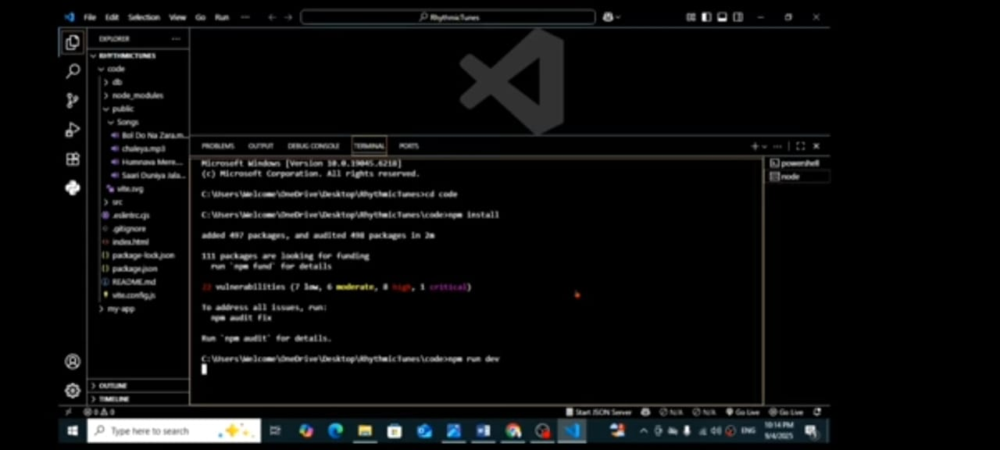 File Edit Selection View Go Run ···
RhythmicTunes
EXPLORER ···
RHYTHMICTUNES
code
db
node_modules
public
Songs
Bol Do Na Zara.m...
chaleya.mp3
Humnava Mere....
Saari Duniya Jala...
vite.svg
src
.eslintrc.cjs
.gitignore
index.html
package-lock.json
package.json
README.md
vite.config.js
my-app
OUTLINE
TIMELINE
PROBLEMS OUTPUT DEBUG CONSOLE TERMINAL PORTS
powershell
node
Microsoft Windows [Version 10.0.19045.6218]
(c) Microsoft Corporation. All rights reserved.
C:\Users\Welcome\OneDrive\Desktop\RhythmicTunes>cd code
C:\Users\Welcome\OneDrive\Desktop\RhythmicTunes\code>npm install
added 497 packages, and audited 498 packages in 2m
111 packages are looking for funding
run `npm fund` for details
22 vulnerabilities (7 low, 6 moderate, 8 high, 1 critical)
To address all issues, run:
npm audit fix
Run `npm audit` for details.
C:\Users\Welcome\OneDrive\Desktop\RhythmicTunes\code>npm run dev
0 0 Start JSON Server N/A N/A Go Live Go Live
Type here to search
ENG
10:14 PM
9/4/2025